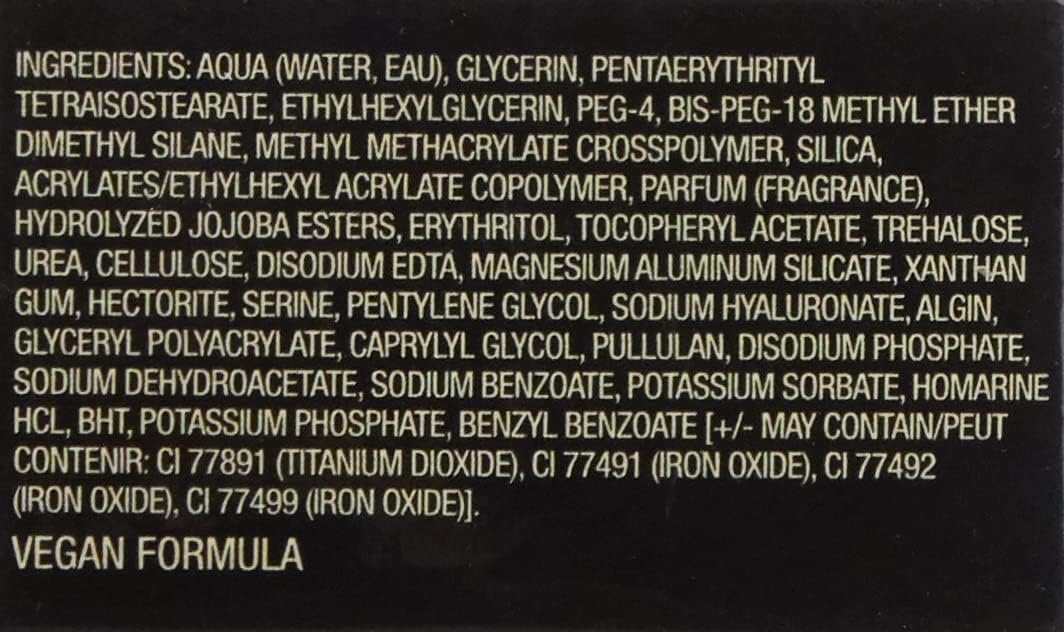 INGREDIENTS: AQUA (WATER, EAU), GLYCERIN, PENTAERYTHRITYL
TETRAISOSTEARATE, ETHYLHEXYLGLYCERIN, PEG-4, BIS-PEG-18 METHYL ETHER
DIMETHYL SILANE, METHYL METHACRYLATE CROSSPOLYMER, SILICA,
ACRYLATES/ETHYLHEXYL ACRYLATE COPOLYMER, PARFUM (FRAGRANCE),
HYDROLYZED JOJOBA ESTERS, ERYTHRITOL, TOCOPHERYL ACETATE, TREHALOSE,
UREA, CELLULOSE, DISODIUM EDTA, MAGNESIUM ALUMINUM SILICATE, XANTHAN
GUM, HECTORITE, SERINE, PENTYLENE GLYCOL, SODIUM HYALURONATE, ALGIN,
GLYCERYL POLYACRYLATE, CAPRYLYL GLYCOL, PULLULAN, DISODIUM PHOSPHATE,
SODIUM DEHYDROACETATE, SODIUM BENZOATE, POTASSIUM SORBATE, HOMARINE
HCL, BHT, POTASSIUM PHOSPHATE, BENZYL BENZOATE [+/- MAY CONTAIN/PEUT
CONTENIR: CI 77891 (TITANIUM DIOXIDE), CI 77491 (IRON OXIDE), CI 77492
(IRON OXIDE), CI 77499 (IRON OXIDE)].
VEGAN FORMULA